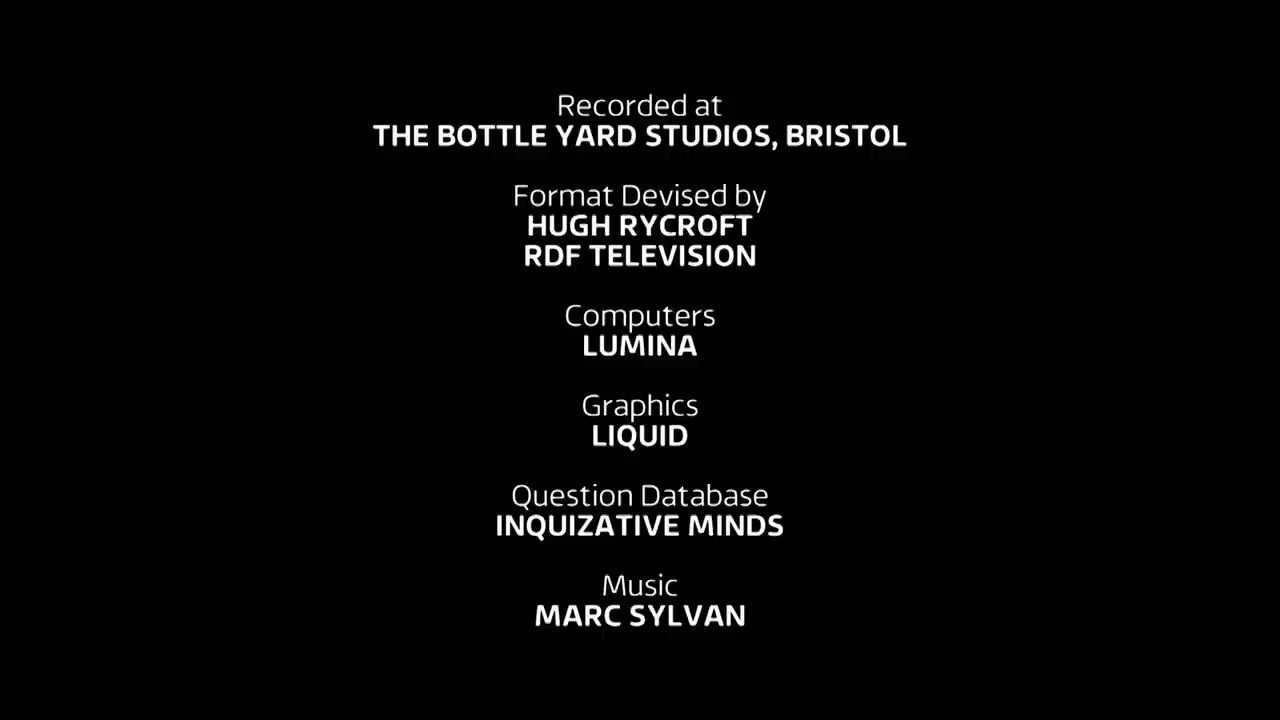 Recorded at
THE BOTTLE YARD STUDIOS, BRISTOL
Format Devised by
HUGH RYCROFT
RDF TELEVISION
Computers
LUMINA
Graphics
LIQUID
Question Database
INQUIZATIVE MINDS
Music
MARC SYLVAN